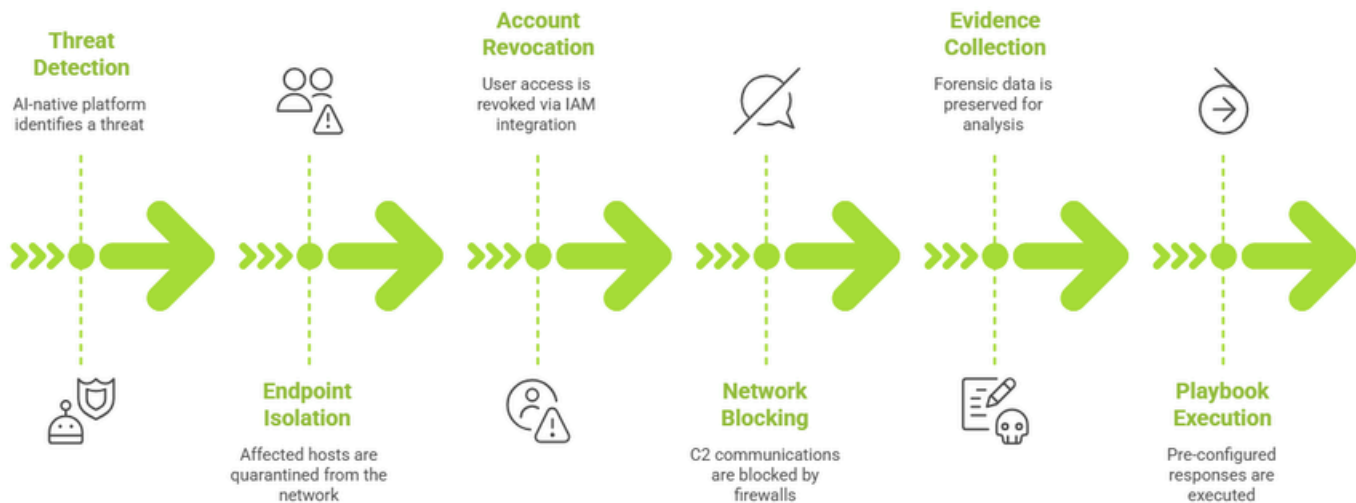 Threat
Detection
AI-native platform
identifies a threat
Endpoint
Isolation
Affected hosts are
quarantined from the
network
Account
Revocation
User access is
revoked via IAM
integration
Network
Blocking
C2 communications
are blocked by
firewalls
Evidence
Collection
Forensic data is
preserved for
analysis
Playbook
Execution
Pre-configured
responses are
executed